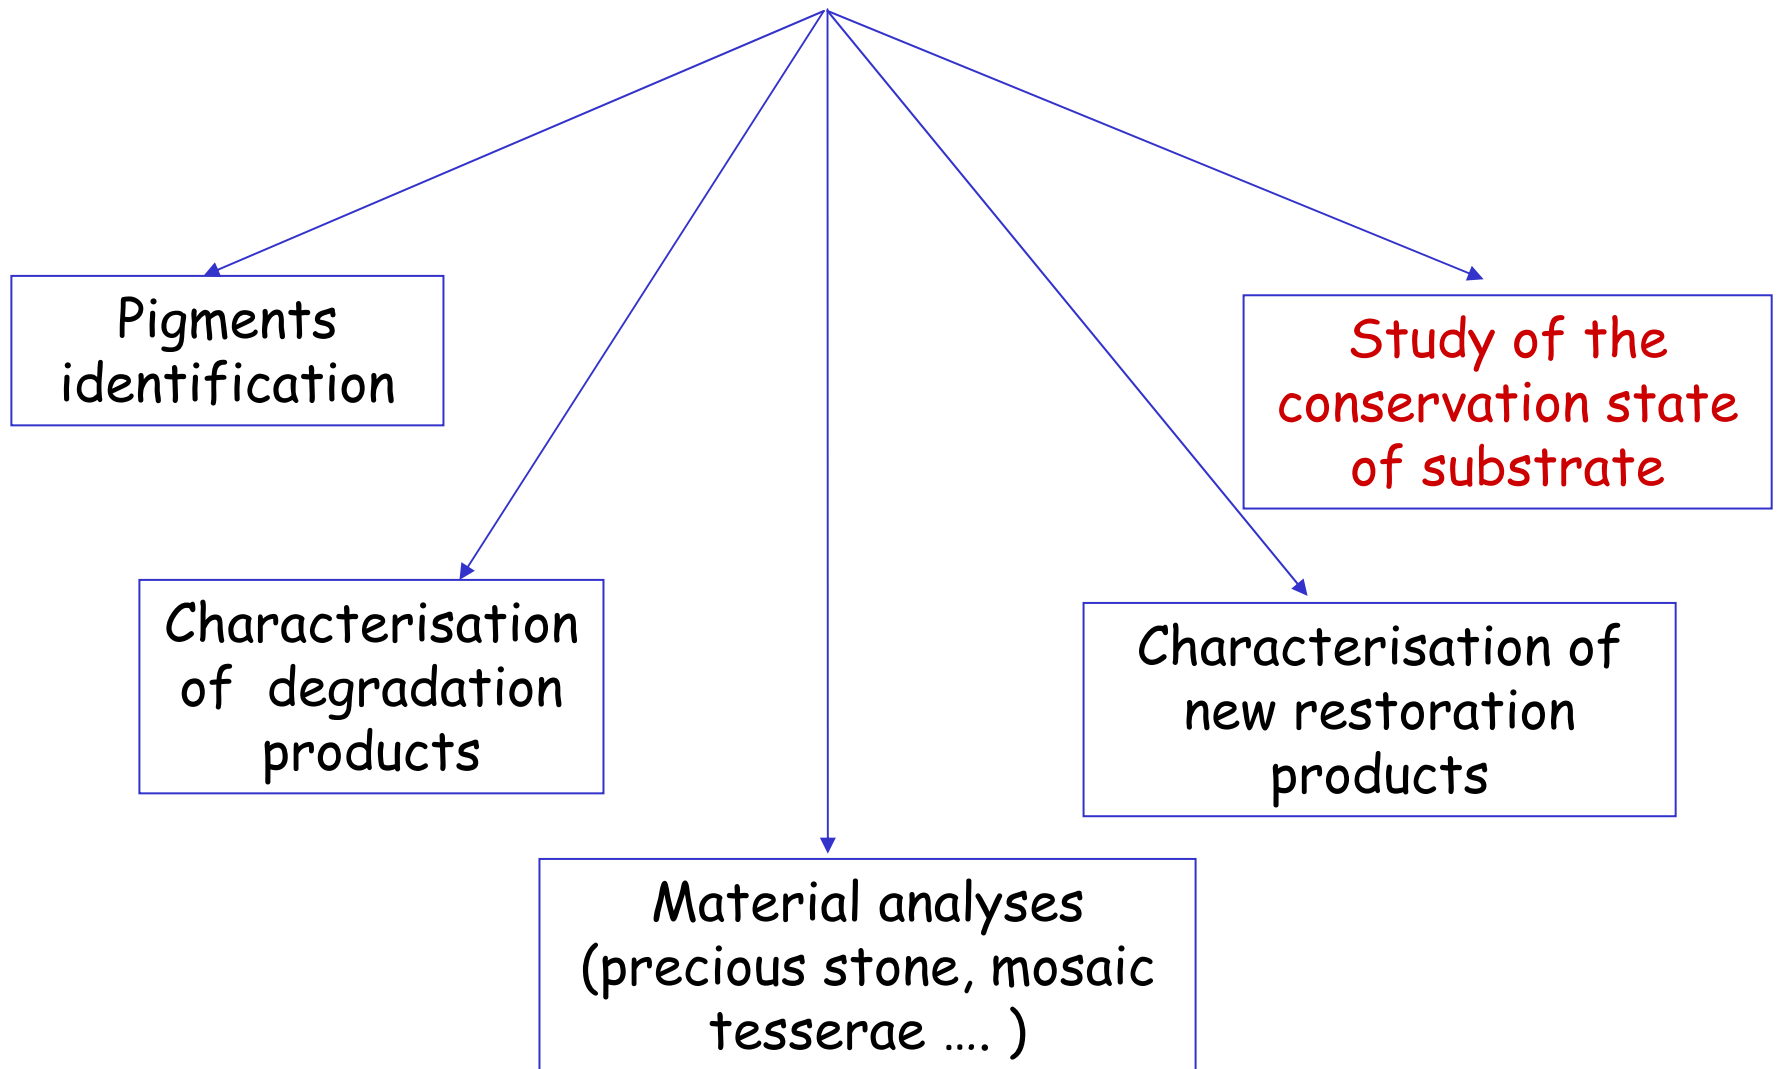 Pigments
identification
Study of the
conservation state
of substrate
Characterisation
of  degradation
products
Characterisation of
new restoration
products
Material analyses
(precious stone, mosaic
tesserae .... )